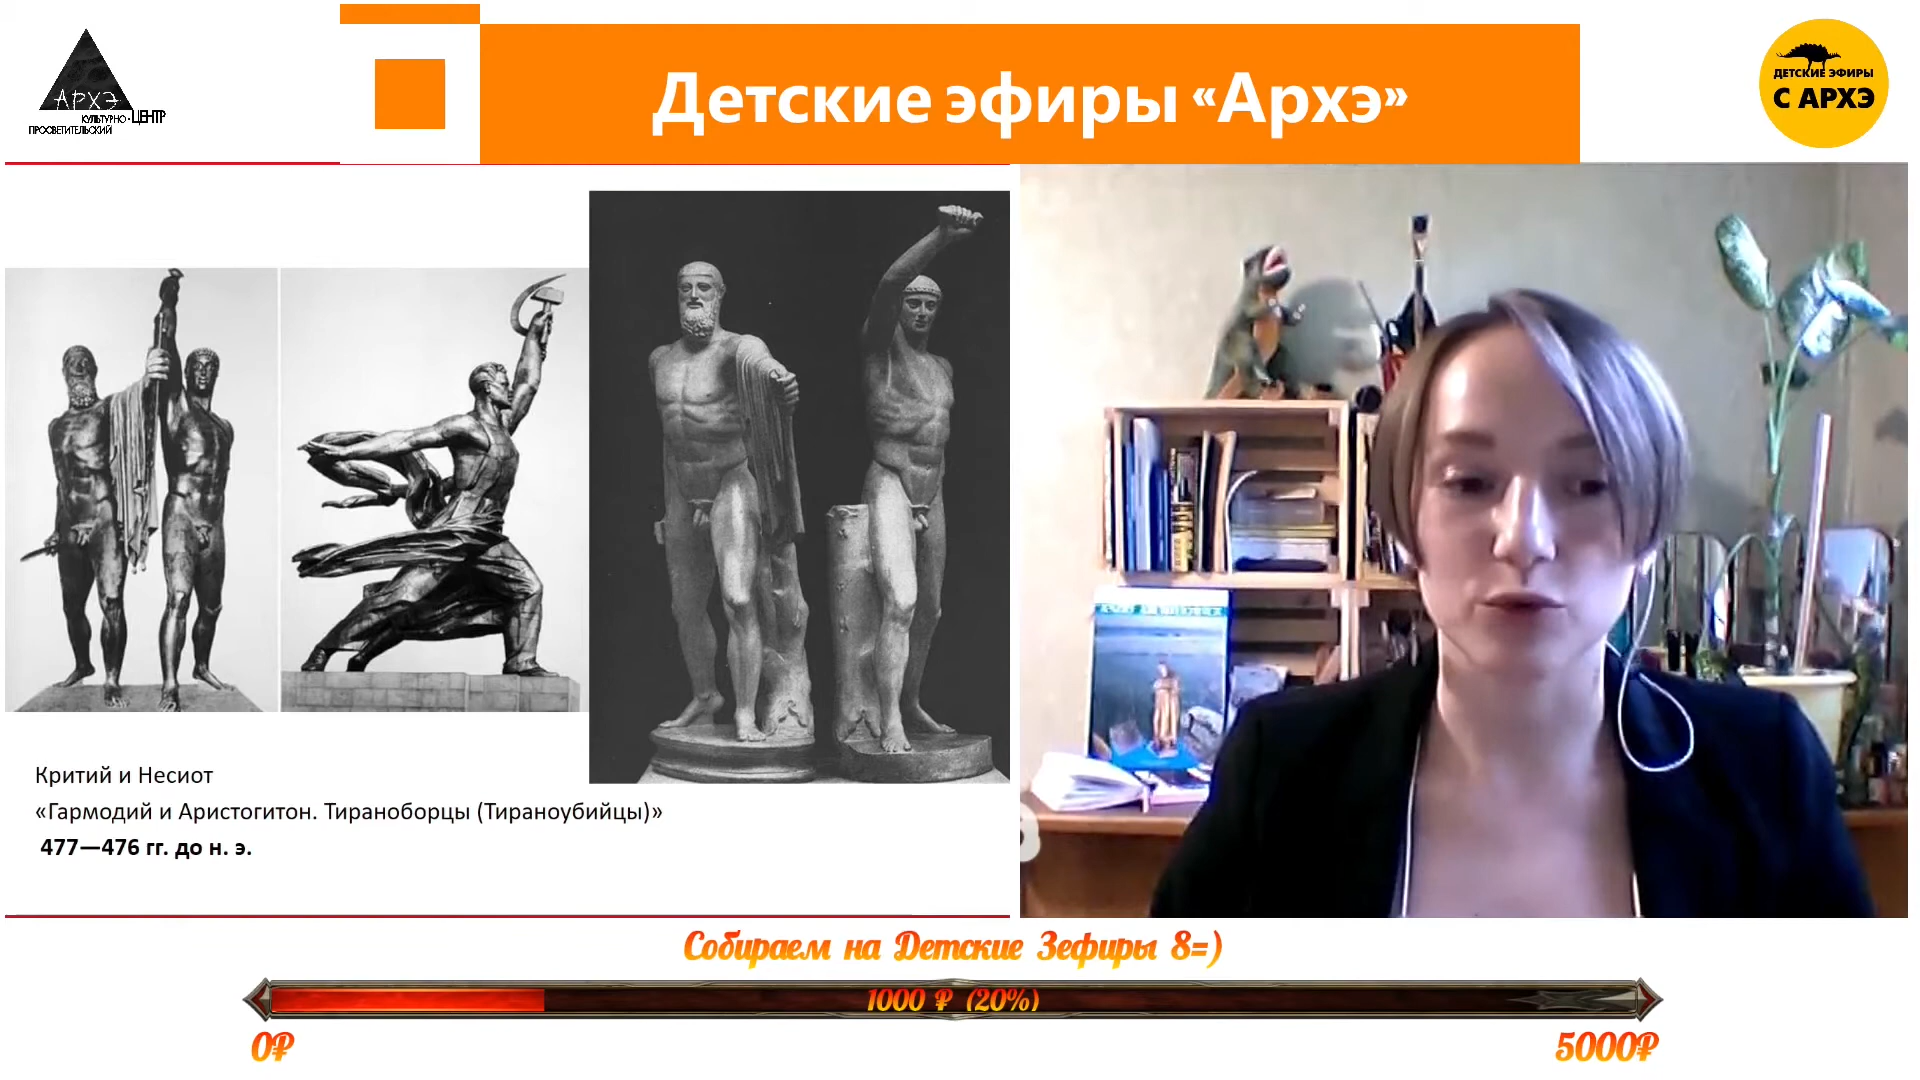 АРХЭ
КУЛЬТУРНО-ЦЕНТР
ПРОСВЕТИТЕЛЬСКИЙ
Детские эфиры «Архэ»
ДЕТСКИЕ ЭФИРЫ
С АРХЭ
Критий и Несиот
«Гармодий и Аристогитон. Тираноборцы (Тираноубийцы)»
477—476 гг. до н. э.
Собираем на Детские Зефиры 8=)
1000 ₽ (20%)
0₽
5000₽